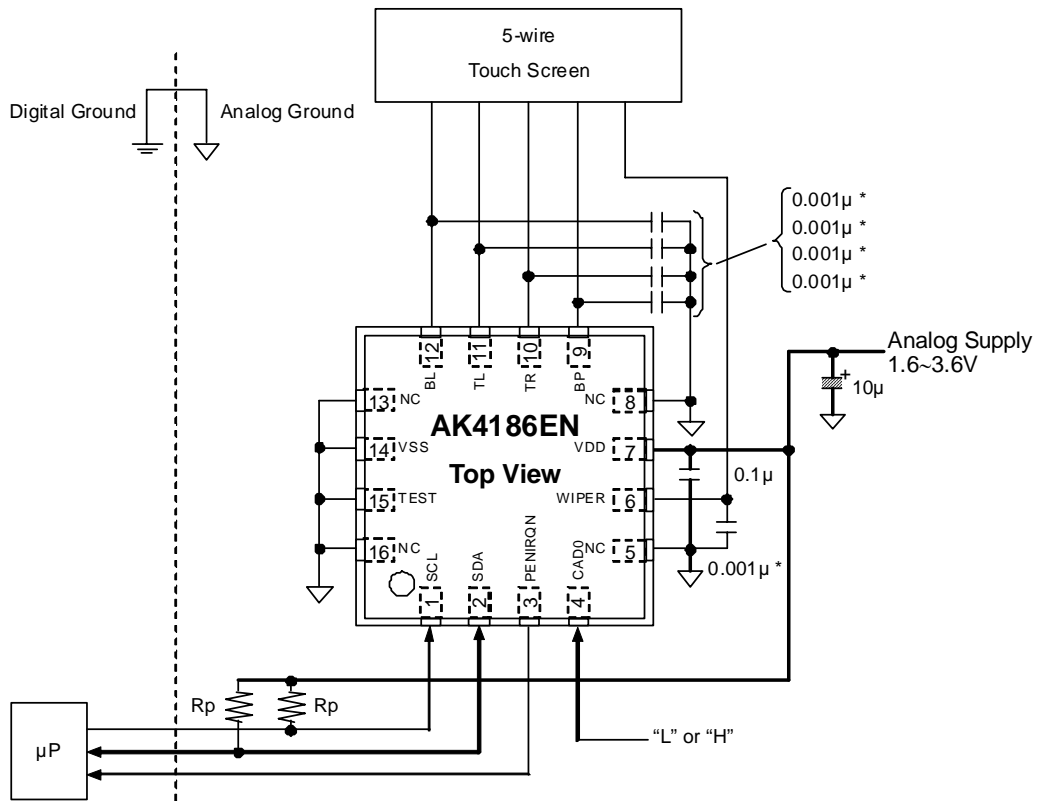 5-wire
Touch Screen
Digital Ground
Analog Ground
0.001µ *
0.001µ *
0.001µ *
0.001µ *
Analog Supply
1.6~3.6V
+
10µ
12
11
10
9
BL
TL
TR
BP
13 NC
NC 8
AK4186EN
14 VSS
VDD 7
Top View
0.1µ
15 TEST
WIPER 6
16 NC
NC 5
0.001µ *
SCL
SDA
PENIRQN
CAD0
1
2
3
4
Rp
Rp
µP
“L” or “H”